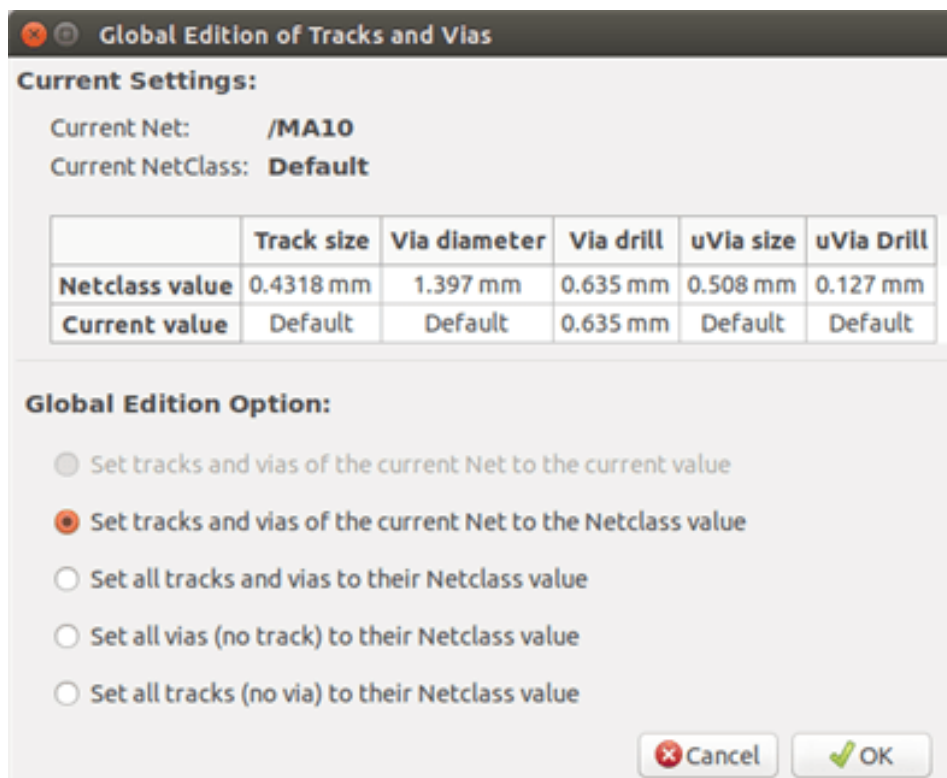 Global Edition of Tracks and Vias
Current Settings:
Current Net: /MA10
Current NetClass: Default
Track size Via diameter Via drill uVia size uVia Drill
Netclass value 0.4318 mm 1.397 mm 0.635 mm 0.508 mm 0.127 mm
Current value Default Default 0.635 mm Default Default
Global Edition Option:
Set tracks and vias of the current Net to the current value
Set tracks and vias of the current Net to the Netclass value
Set all tracks and vias to their Netclass value
Set all vias (no track) to their Netclass value
Set all tracks (no via) to their Netclass value
Cancel OK